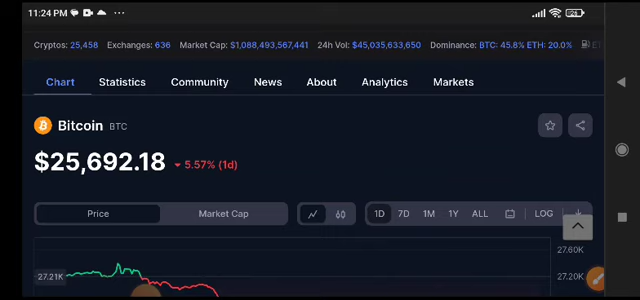 11:24 PM
Cryptos: 25,458 Exchanges: 636 Market Cap: $1,088,493,567,441 24h Vol: $45,035,633,650 Dominance: BTC: 45.8% ETH: 20.0%
Chart Statistics Community News About Analytics Markets
Bitcoin BTC
$25,692.18 5.57% (1d)
Price Market Cap 1D 7D 1M 1Y ALL LOG
27.60K
27.21K 27.20K